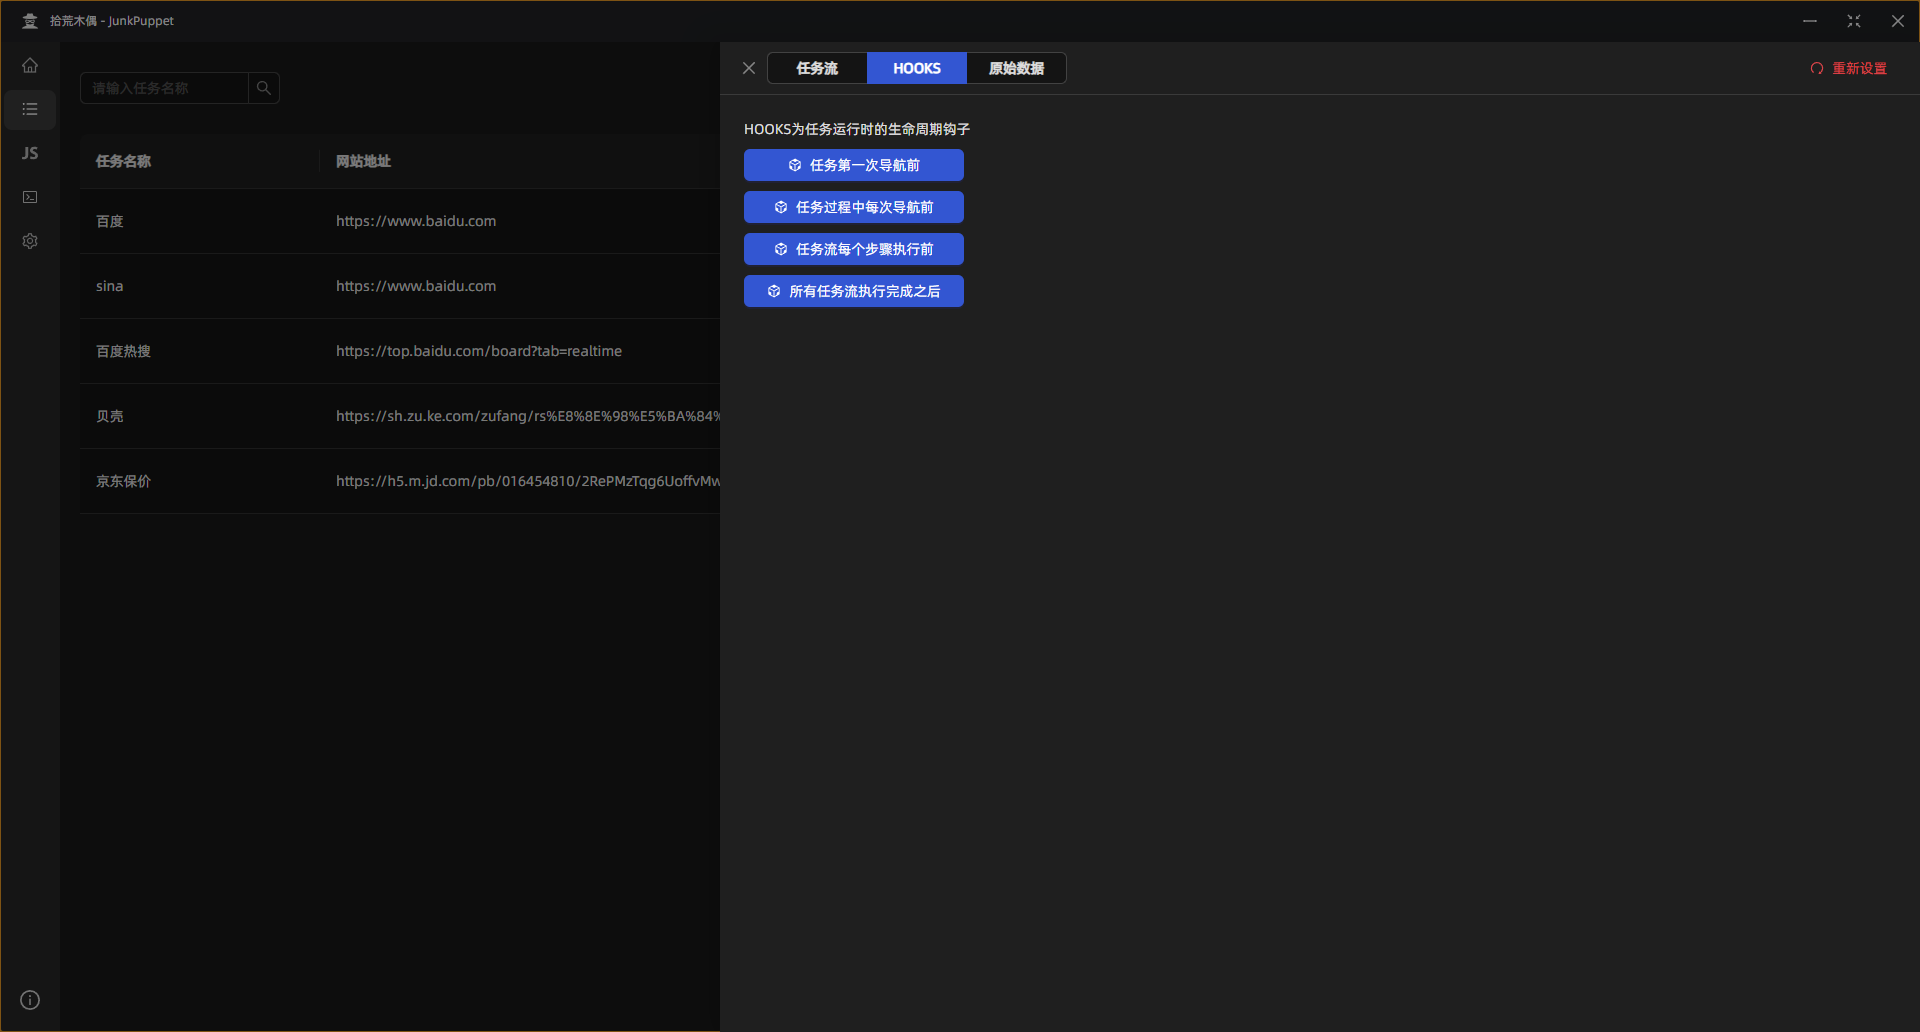 拾荒木偶 - JunkPuppet
任务流
HOOKS
原始数据
重新设置
请输入任务名称
JS
任务名称
网站地址
百度
https://www.baidu.com
sina
https://www.baidu.com
百度热搜
https://top.baidu.com/board?tab=realtime
贝壳
https://sh.zu.ke.com/zufang/rs%E8%8E%98%E5%BA%84%
京东保价
https://h5.m.jd.com/pb/016454810/2RePMzTqg6UoffvMw
HOOKS为任务运行时的生命周期钩子
任务第一次导航前
任务过程中每次导航前
任务流每个步骤执行前
所有任务流执行完成之后